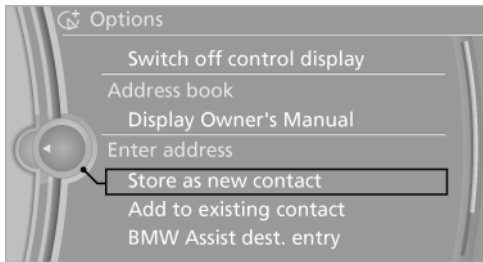 Options
Switch off control display
Address book
Display Owner's Manual
Enter address
Store as new contact
Add to existing contact
BMW Assist dest. entry